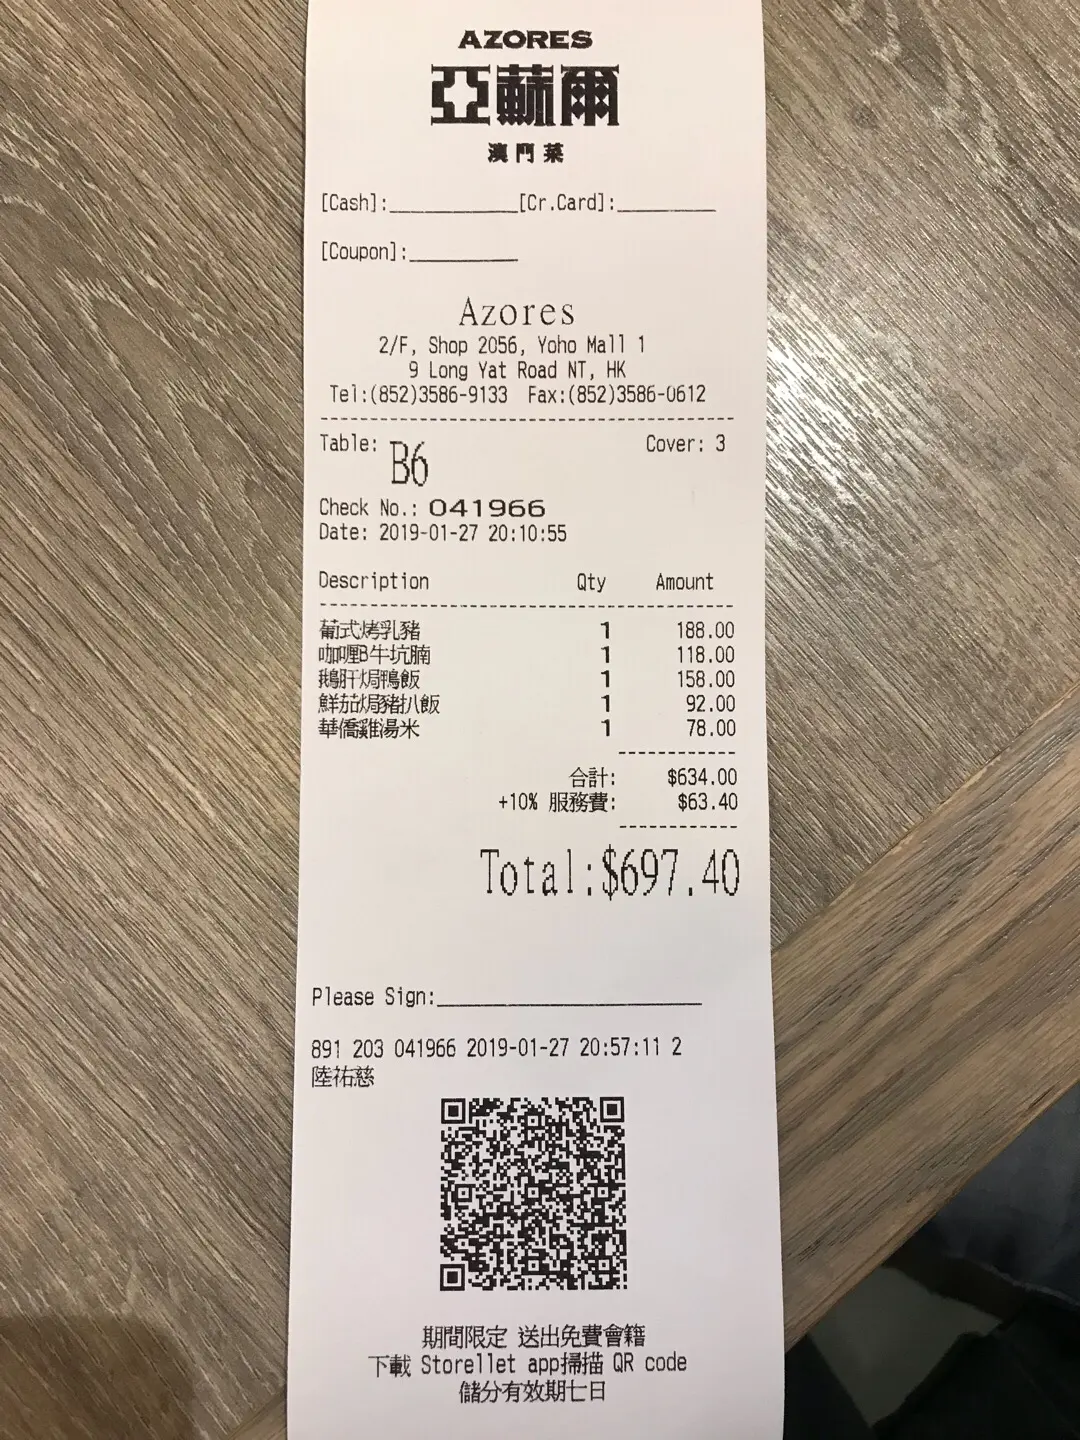 AZORES
亞蘇爾
澳門菜
[Cash]:____________[Cr.Card]:_________
[Coupon]:__________
Azores
2/F, Shop 2056, Yoho Mall 1
9 Long Yat Road NT, HK
Tel:(852)3586-9133 Fax:(852)3586-0612
Table: B6 Cover: 3
Check No.: 041966
Date: 2019-01-27 20:10:55
Description Qty Amount
葡式烤乳豬 1 188.00
咖喱B牛坑腩 1 118.00
鵝肝焗鴨飯 1 158.00
鮮茄焗豬扒飯 1 92.00
華僑雞湯米 1 78.00
合計: $634.00
+10% 服務費: $63.40
Total:$697.40
Please Sign:_________________________
891 203 041966 2019-01-27 20:57:11 2
陸祐慈
期間限定 送出免費會籍
下載 Storellet app掃描 QR code
儲分有效期七日